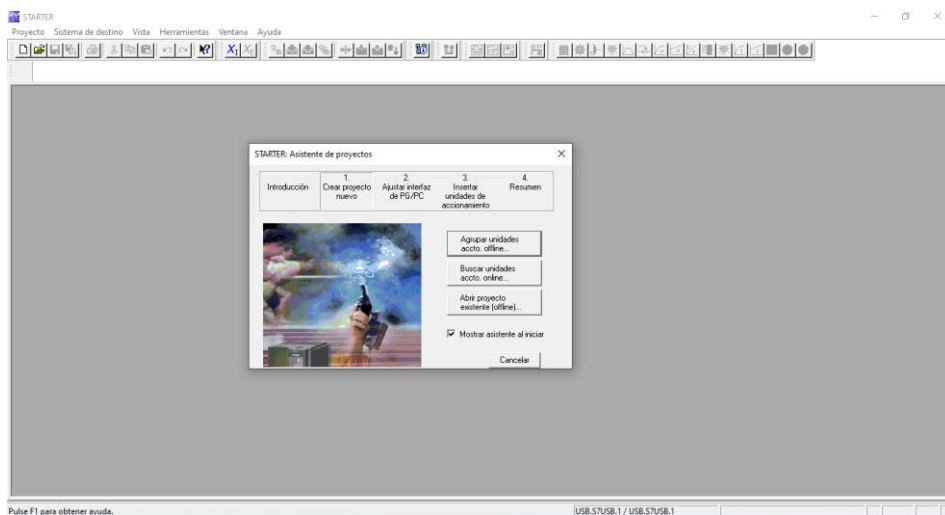 STARTER
Proyecto Sistema de destino Vista Herramientas Ventana Ayuda
STARTER: Asistente de proyectos
Introducción
1.
Crear proyecto
nuevo
2.
Ajustar interfaz
de PG/PC
3.
Insertar
unidades de
accionamiento
4.
Resumen
Agrupar unidades
accto. offline...
Buscar unidades
accto. online...
Abrir proyecto
existente (offline)...
Mostrar asistente al iniciar
Cancelar
Pulse F1 para obtener ayuda.
USB.S7USB.1 / USB.S7USB.1